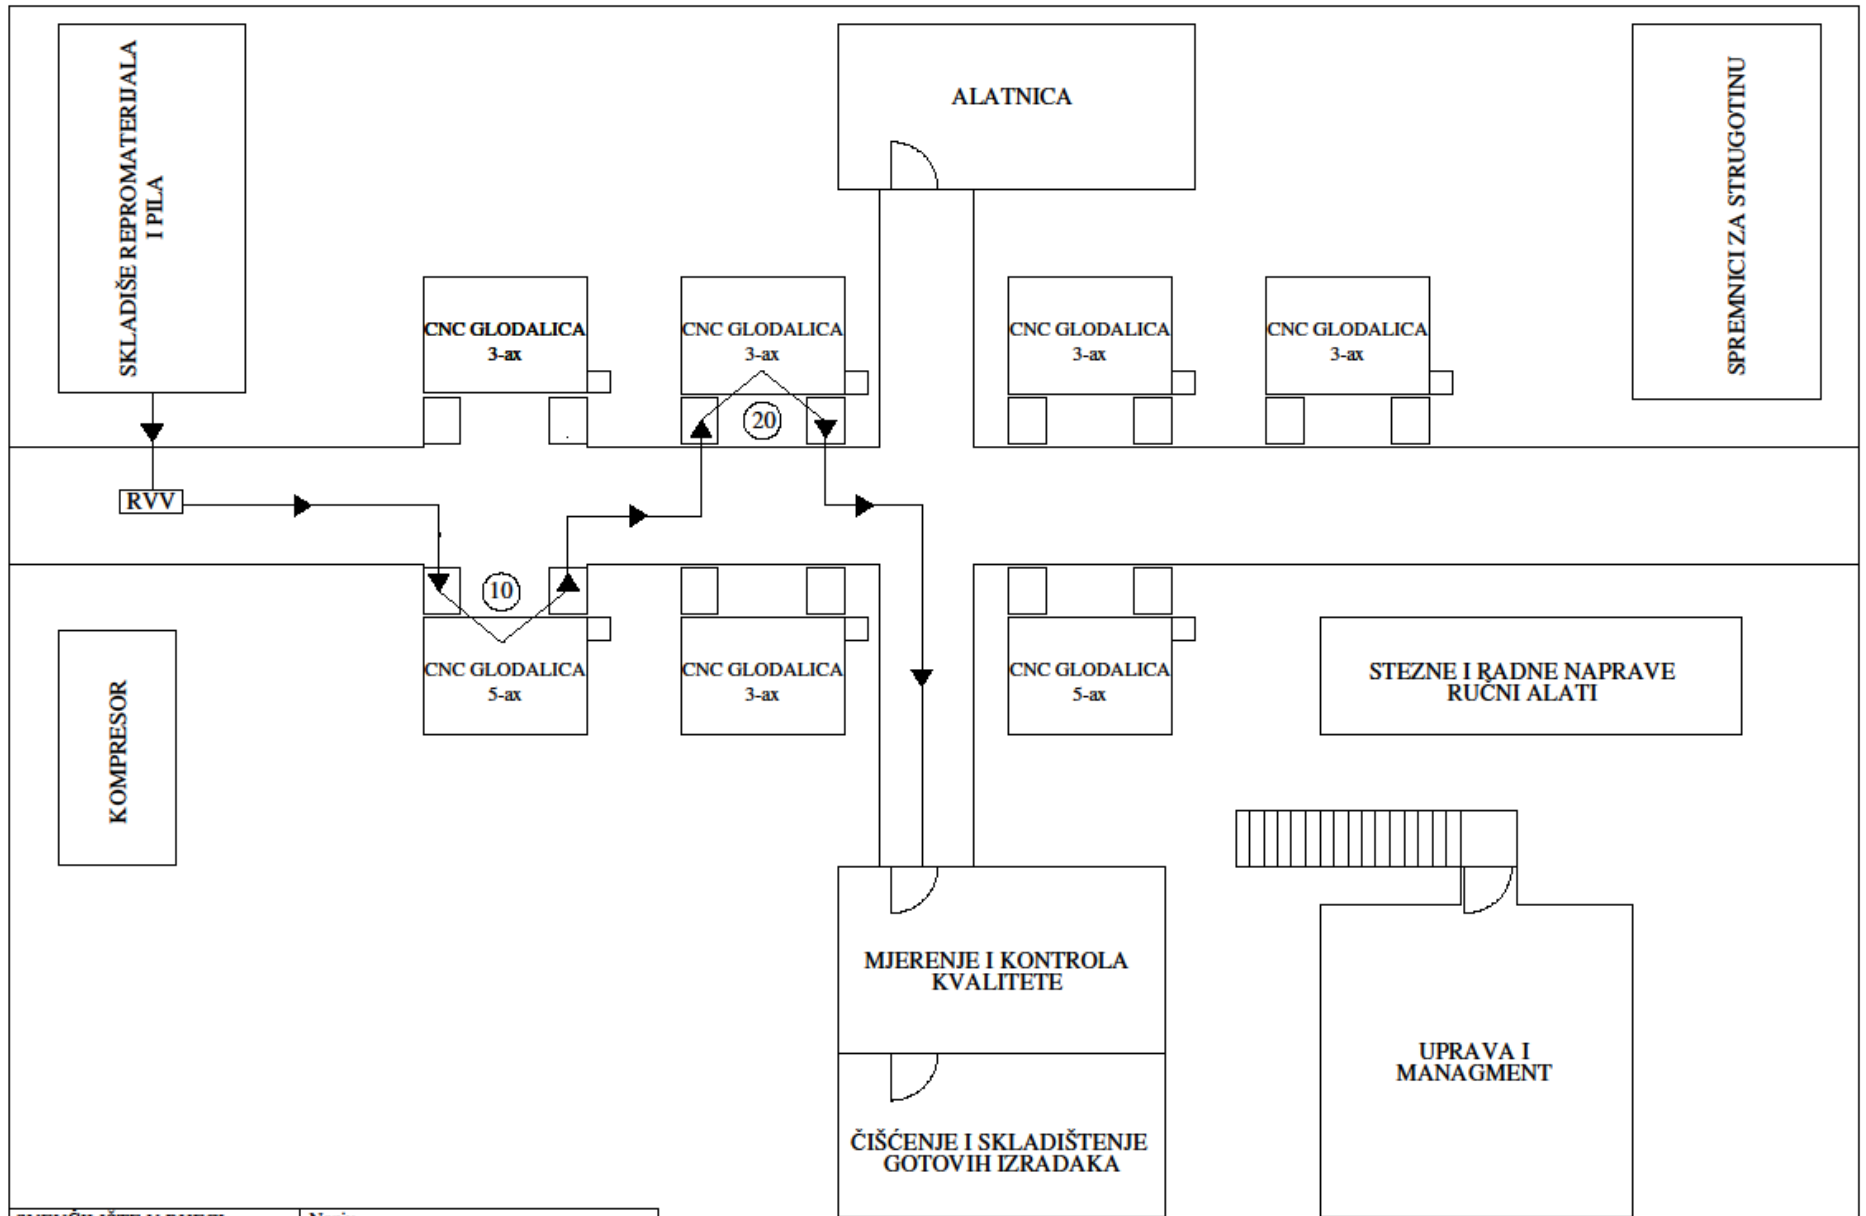 SKLADIŠE REPROMATERIJALA
I PILA
ALATNICA
SPREMNICI ZA STRUGOTINU
CNC GLODALICA
3-ax
CNC GLODALICA
3-ax
CNC GLODALICA
3-ax
CNC GLODALICA
3-ax
20
RVV
10
CNC GLODALICA
5-ax
CNC GLODALICA
3-ax
CNC GLODALICA
5-ax
STEZNE I RADNE NAPRAVE
RUČNI ALATI
KOMPRESOR
MJERENJE I KONTROLA
KVALITETE
UPRAVA I
MANAGMENT
ČIŠĆENJE I SKLADIŠTENJE
GOTOVIH IZRADAKA